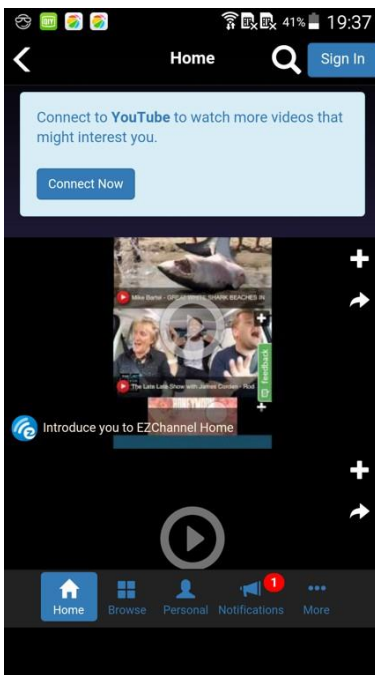 41% 19:37
Home
Sign In
Connect to YouTube to watch more videos that
might interest you.
Connect Now
Mike Bartel - GREAT WHITE SHARK BEACHES IN
feedback
The Late Late Show with James Corden - Rod
HONEYMOO
Introduce you to EZChannel Home
1
Home Browse Personal Notifications More